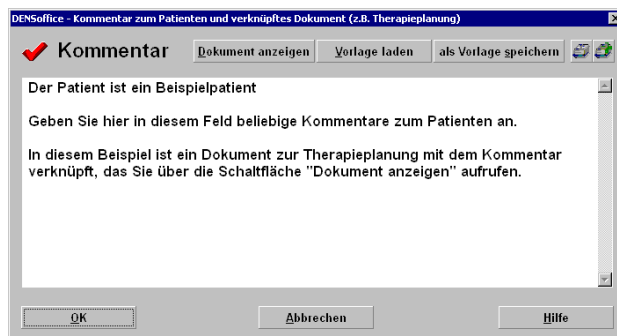 DENSoffice - Kommentar zum Patienten und verknüpftes Dokument (z.B. Therapieplanung)
Kommentar
Dokument anzeigen
Vorlage laden
als Vorlage speichern
Der Patient ist ein Beispielpatient
Geben Sie hier in diesem Feld beliebige Kommentare zum Patienten an.
In diesem Beispiel ist ein Dokument zur Therapieplanung mit dem Kommentar
verknüpft, das Sie über die Schaltfläche "Dokument anzeigen" aufrufen.
OK
Abbrechen
Hilfe